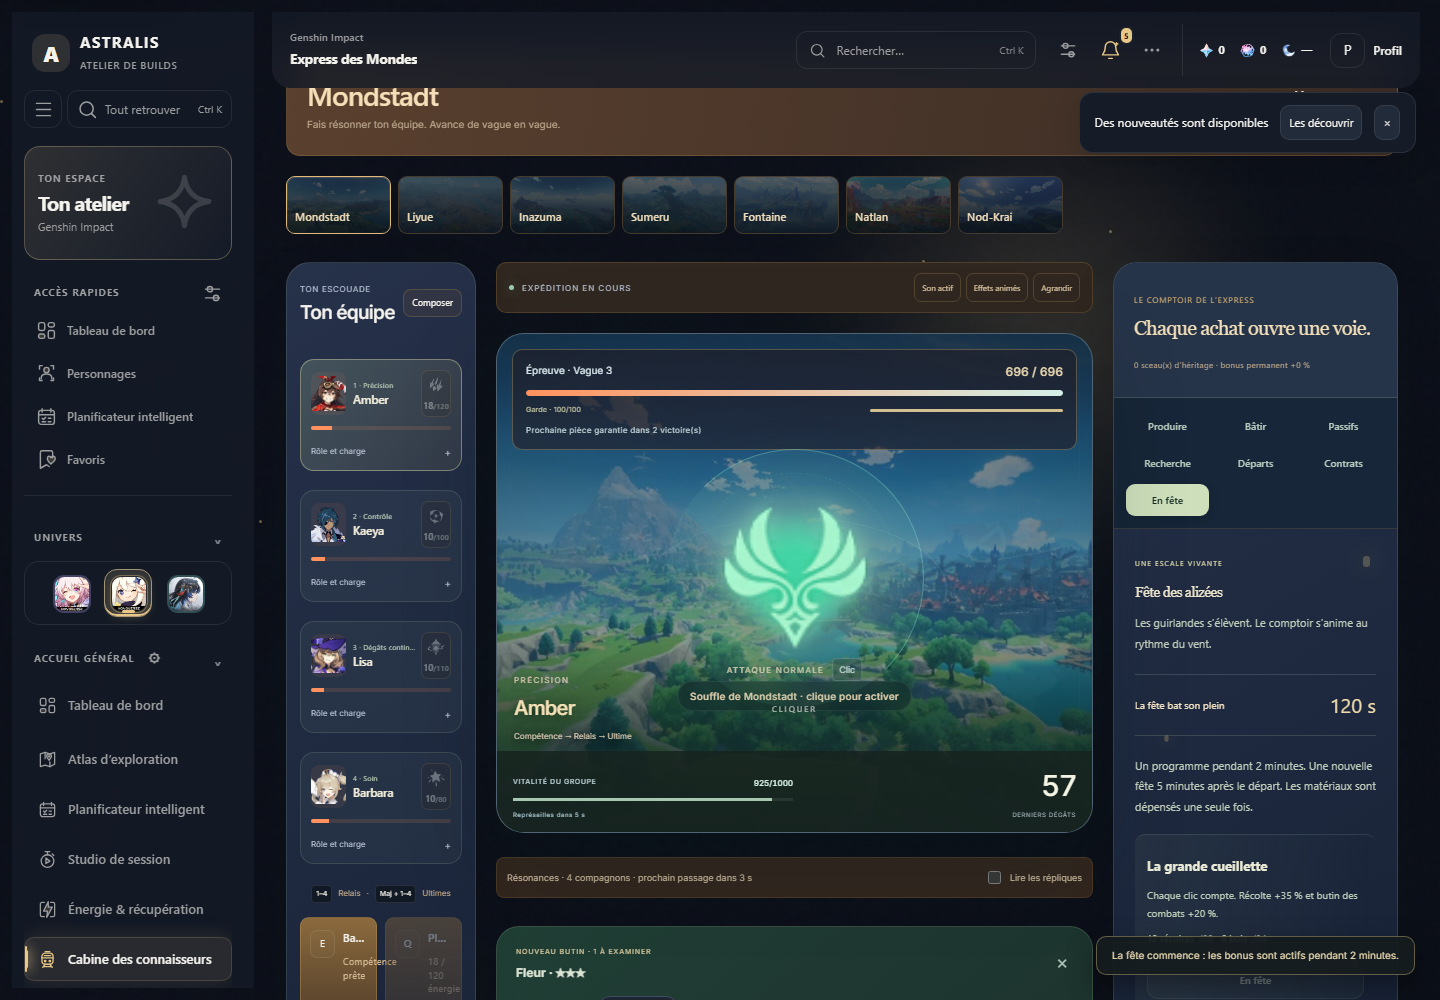 A
ASTRALIS
ATELIER DE BUILDS
Tout retrouver
Ctrl K
TON ESPACE
Ton atelier
Genshin Impact
ACCÈS RAPIDES
Tableau de bord
Personnages
Planificateur intelligent
Favoris
UNIVERS
ACCUEIL GÉNÉRAL
Tableau de bord
Atlas d'exploration
Planificateur intelligent
Studio de session
Énergie & récupération
Cabine des connaisseurs
Genshin Impact
Express des Mondes
Rechercher...
Ctrl K
5
0
0
—
P
Profil
Mondstadt
Fais résonner ton équipe. Avance de vague en vague.
Des nouveautés sont disponibles
Les découvrir
×
Mondstadt
Liyue
Inazuma
Sumeru
Fontaine
Natlan
Nod-Krai
TON ESCOUADE
Ton équipe
Composer
1 · Précision
Amber
18/120
Rôle et charge
+
2 · Contrôle
Kaeya
10/100
Rôle et charge
+
3 · Dégâts contin...
Lisa
10/110
Rôle et charge
+
4 · Soin
Barbara
10/80
Rôle et charge
+
1–4
Relais
·
Maj + 1–4
Ultimes
E
Ba...
Compétence
prête
Q
Pl...
18 /
120
énergie
EXPÉDITION EN COURS
Son actif
Effets animés
Agrandir
Épreuve · Vague 3
696 / 696
Garde · 100/100
Prochaine pièce garantie dans 2 victoire(s)
ATTAQUE NORMALE
Clic
Souffle de Mondstadt · clique pour activer
CLIQUER
PRÉCISION
Amber
Compétence → Relais → Ultime
VITALITÉ DU GROUPE
925/1000
Représailles dans 5 s
57
DERNIERS DÉGÂTS
Résonances · 4 compagnons · prochain passage dans 3 s
Lire les répliques
NOUVEAU BUTIN · 1 À EXAMINER
Fleur · ★★★
×
LE COMPTOIR DE L'EXPRESS
Chaque achat ouvre une voie.
0 sceau(x) d'héritage · bonus permanent +0 %
Produire
Bâtir
Passifs
Recherche
Départs
Contrats
En fête
UNE ESCALE VIVANTE
Fête des alizées
Les guirlandes s'élèvent. Le comptoir s'anime au
rythme du vent.
La fête bat son plein
120 s
Un programme pendant 2 minutes. Une nouvelle
fête 5 minutes après le départ. Les matériaux sont
dépensés une seule fois.
La grande cueillette
Chaque clic compte. Récolte +35 % et butin des
combats +20 %.
La fête commence : les bonus sont actifs pendant 2 minutes.
En fête